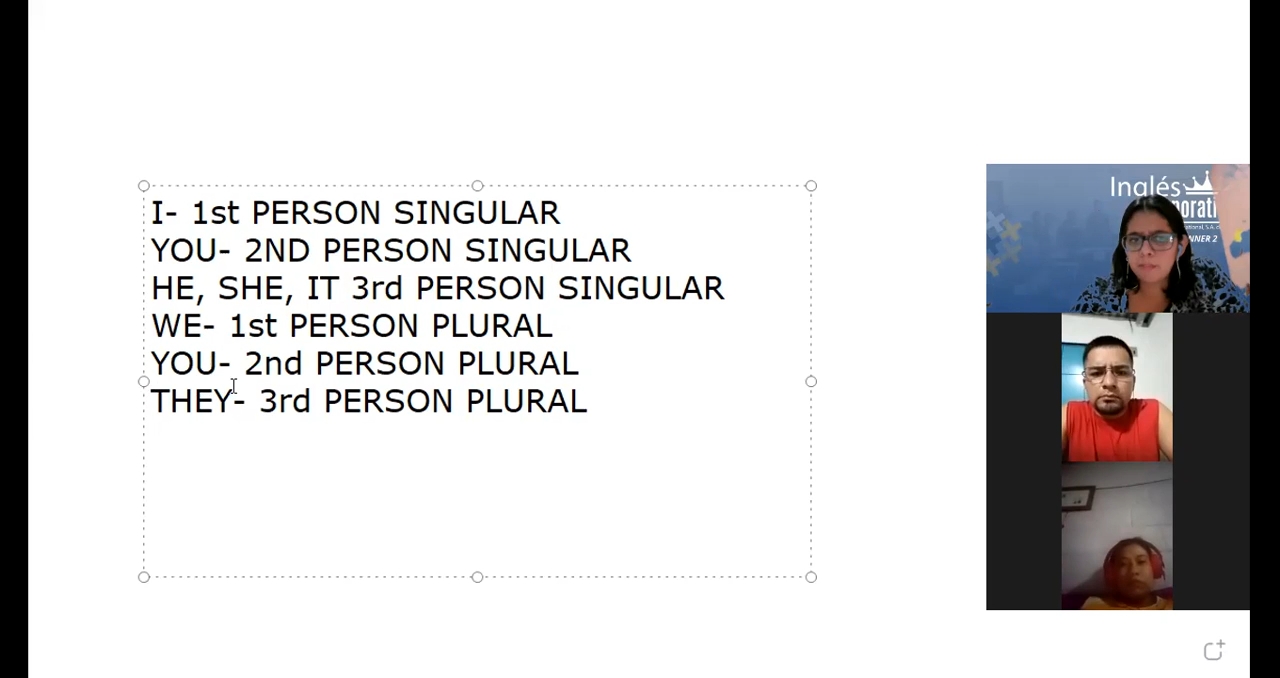 I- 1st PERSON SINGULAR
YOU- 2ND PERSON SINGULAR
HE, SHE, IT 3rd PERSON SINGULAR
WE- 1st PERSON PLURAL
YOU- 2nd PERSON PLURAL
THEY- 3rd PERSON PLURAL
Inglés